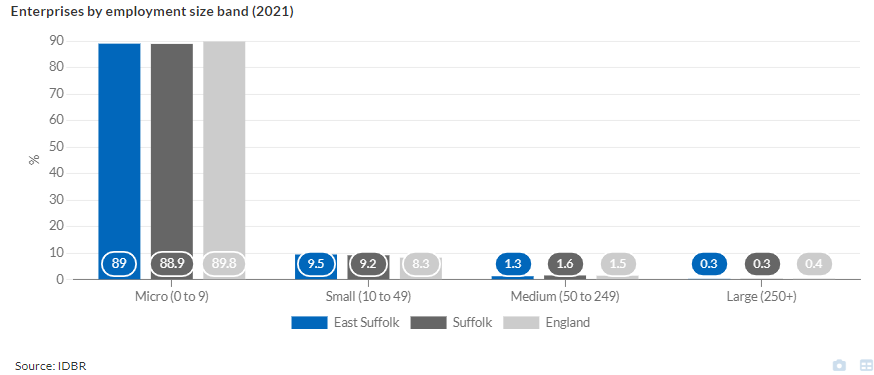 Enterprises by employment size band (2021)
90
80
70
60
50
40
30
20
10
0
%
89 88.9 89.8 9.5 9.2 8.3 1.3 1.6 1.5 0.3 0.3 0.4
Micro (0 to 9) Small (10 to 49) Medium (50 to 249) Large (250+)
East Suffolk Suffolk England
Source: IDBR